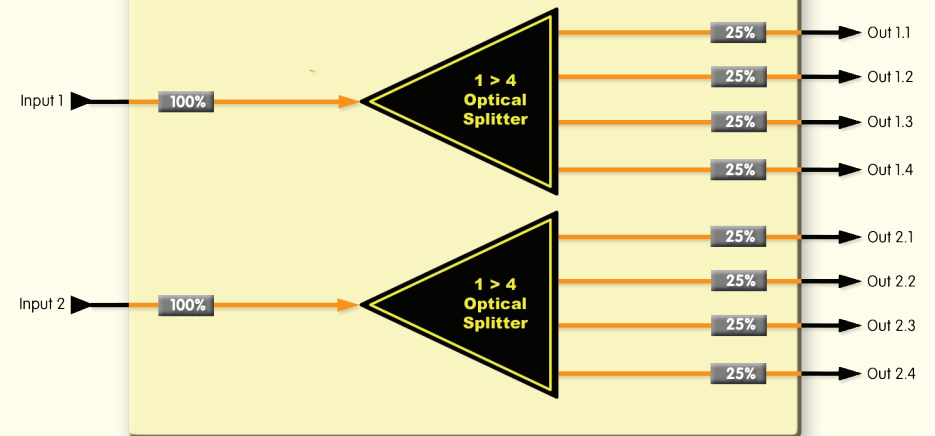 Input 1
100%
1 > 4
Optical
Splitter
25%
Out 1.1
25%
Out 1.2
25%
Out 1.3
25%
Out 1.4
Input 2
100%
1 > 4
Optical
Splitter
25%
Out 2.1
25%
Out 2.2
25%
Out 2.3
25%
Out 2.4